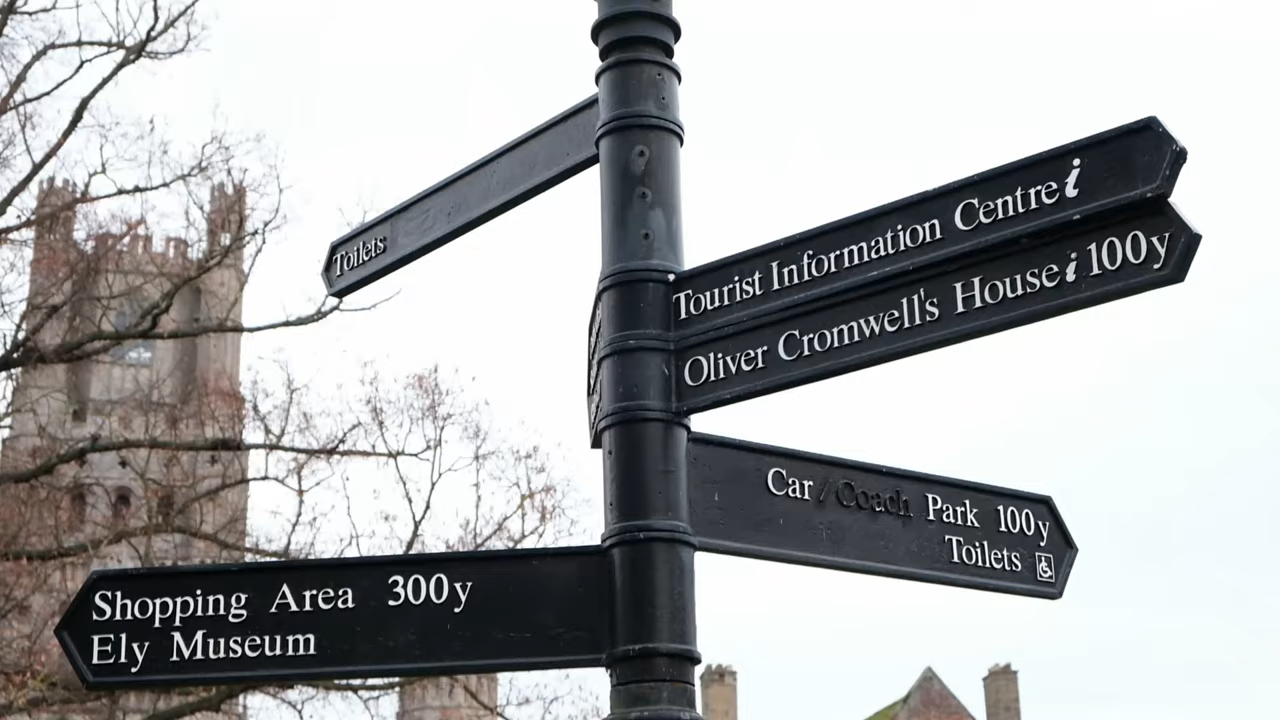 Toilets
Tourist Information Centre i
Oliver Cromwell's House i 100y
Car / Coach Park 100y
Toilets
Shopping Area 300y
Ely Museum